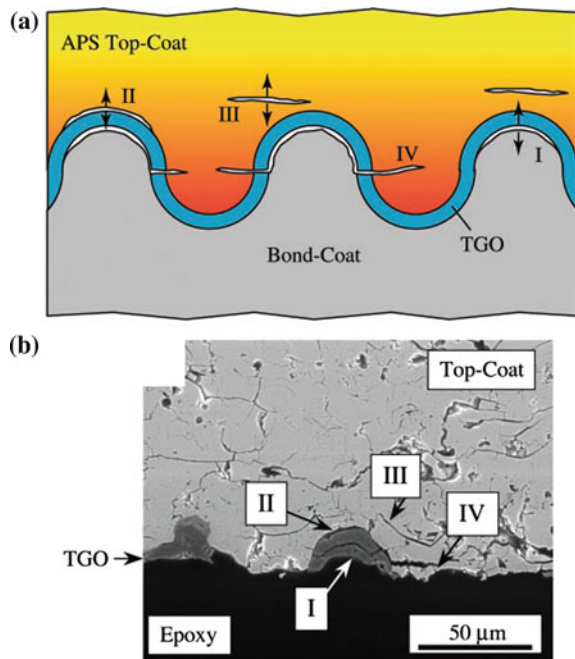 (a)
APS Top-Coat
II
III
I
IV
TGO
Bond-Coat
(b)
Top-Coat
III
II
IV
TGO
I
Epoxy
50 µm